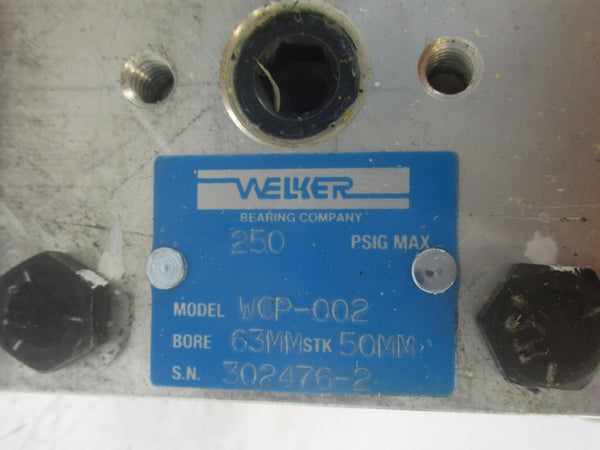 WELKER
BEARING COMPANY
250 PSIG MAX
MODEL WCP-002
BORE 63MM STK 50MM
S.N. 302476-2